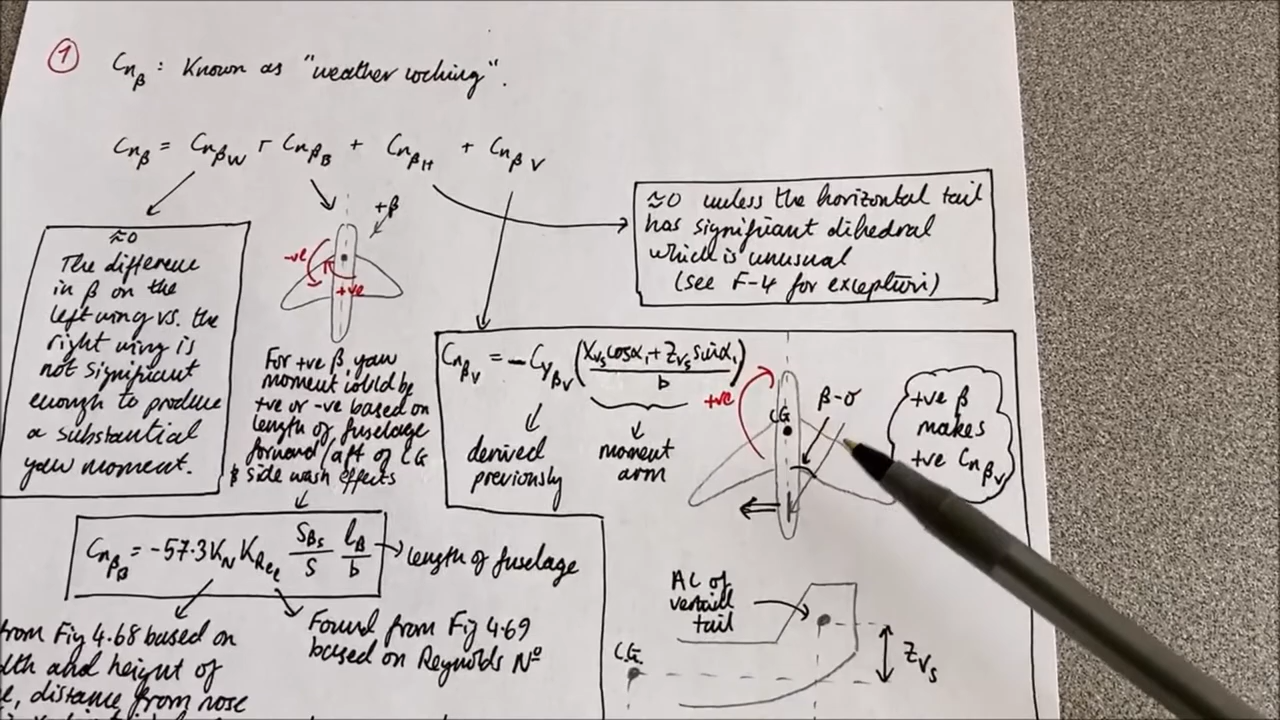 1 Cnβ : Known as "weather cocking".
Cnβ = CnβW + CnβB + CnβH + CnβV
≈0
The difference
in β on the
left wing vs. the
right wing is
not significant
enough to produce
a substantial
yaw moment.
+β
-ve
+ve
For +ve β, yaw
moment could be
+ve or -ve based on
length of fuselage
forward/aft of CG
& side wash effects
CnβB = -57.3 KN KRel SBs/S lB/b → length of fuselage
from Fig 4.68 based on
and height of
distance from nose
Found from Fig 4.69
based on Reynolds Nº
≈0 unless the horizontal tail
has significant dihedral
which is unusual
(see F-4 for exception)
CnβV = -CyβV (XVs cosα1 + ZVs sinα1 / b)
derived
previously
moment
arm
+ve
CG
β-σ
+ve β
makes
+ve CnβV
AC of
vertical
tail
C.G.
ZVs